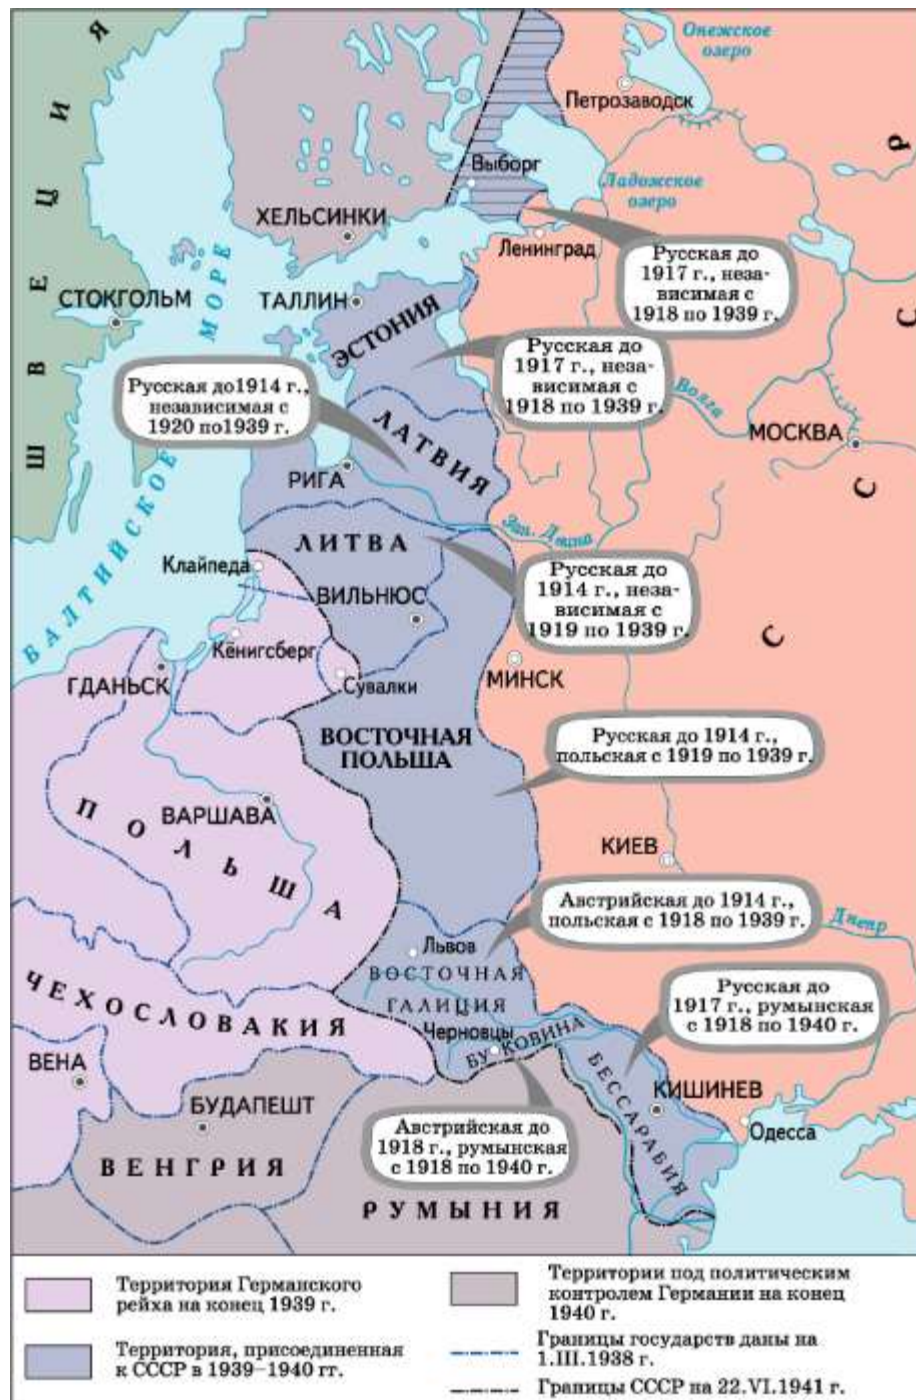 Онежское
озеро
Петрозаводск
ШВЕЦИЯ
Выборг
Ладожское
озеро
ХЕЛЬСИНКИ
Ленинград
Русская до
1917 г., неза-
висимая с
1918 по 1939 г.
СССР
СТОКГОЛЬМ
БАЛТИЙСКОЕ МОРЕ
ТАЛЛИН
ЭСТОНИЯ
Русская до
1917 г., неза-
висимая с
1918 по 1939 г.
Волга
Русская до1914 г.,
независимая с
1920 по1939 г.
ЛАТВИЯ
МОСКВА
РИГА
Зап. Двина
ЛИТВА
Клайпеда
Русская до
1914 г., неза-
висимая с
1919 по 1939 г.
ВИЛЬНЮС
Кёнигсберг
ГДАНЬСК
Сувалки
МИНСК
ВОСТОЧНАЯ
ПОЛЬША
Русская до 1914 г.,
польская с 1919 по 1939 г.
ПОЛЬША
ВАРШАВА
КИЕВ
Австрийская до 1914 г.,
польская с 1918 по 1939 г.
Днепр
Львов
ВОСТОЧНАЯ
ГАЛИЦИЯ
ЧЕХОСЛОВАКИЯ
Русская до
1917 г., румынская
с 1918 по 1940 г.
Черновцы
БУКОВИНА
ВЕНА
БЕССАРАБИЯ
КИШИНЕВ
БУДАПЕШТ
Одесса
Австрийская до
1918 г., румынская
с 1918 по 1940 г.
ВЕНГРИЯ
РУМЫНИЯ
Территория Германского
рейха на конец 1939 г.
Территория, присоединенная
к СССР в 1939–1940 гг.
Территории под политическим
контролем Германии на конец
1940 г.
Границы государств даны на
1.III.1938 г.
Границы СССР на 22.VI.1941 г.